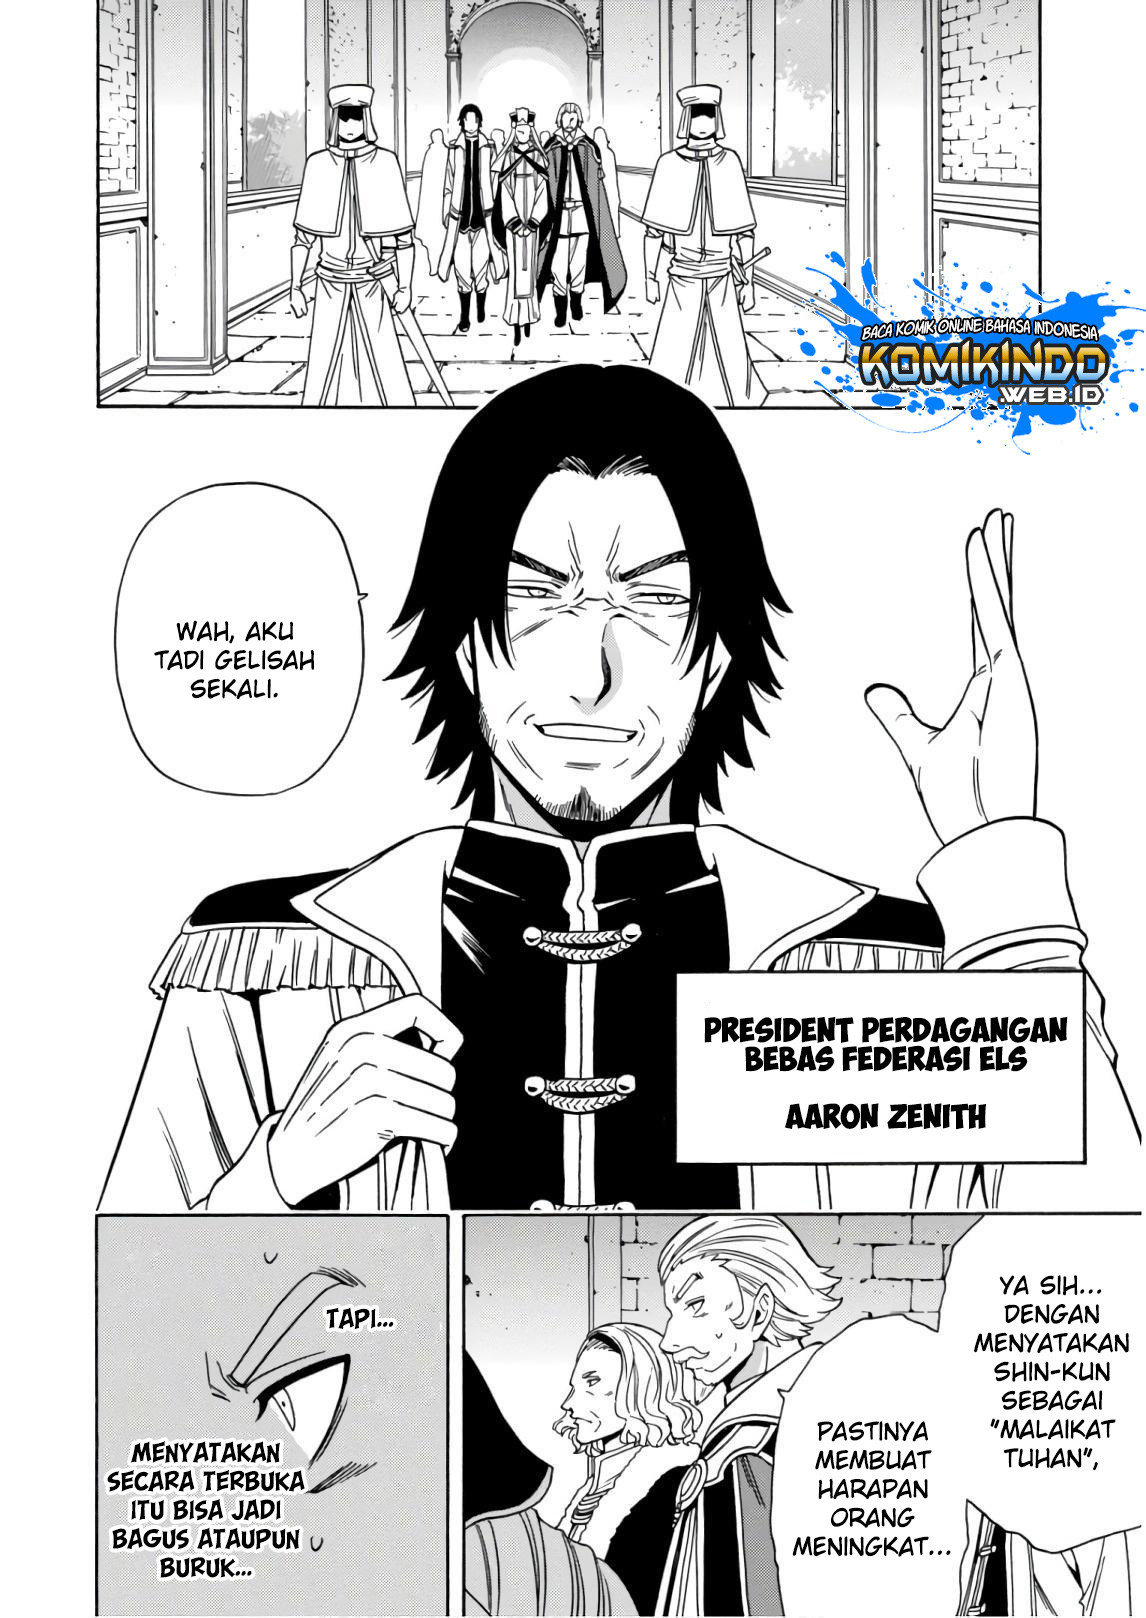 BACA KOMIK ONLINE BAHASA INDONESIA
KOMIKINDO
.WEB.ID
WAH, AKU
TADI GELISAH
SEKALI.
PRESIDENT PERDAGANGAN
BEBAS FEDERASI ELS
AARON ZENITH
YA SIH...
DENGAN
MENYATAKAN
SHIN-KUN
SEBAGAI
"MALAIKAT
TUHAN",
PASTINYA
MEMBUAT
HARAPAN
ORANG
MENINGKAT...
TAPI...
MENYATAKAN
SECARA TERBUKA
ITU BISA JADI
BAGUS ATAUPUN
BURUK...